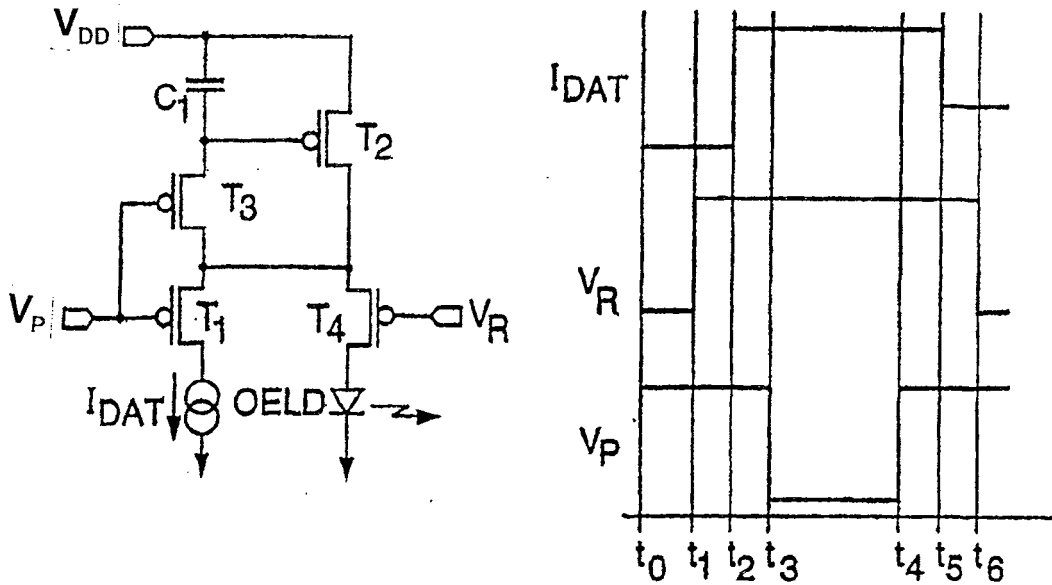 VDD
C1
T2
T3
VP
T1
T4
VR
IDAT
OELD
IDAT
VR
VP
t0 t1 t2 t3 t4 t5 t6